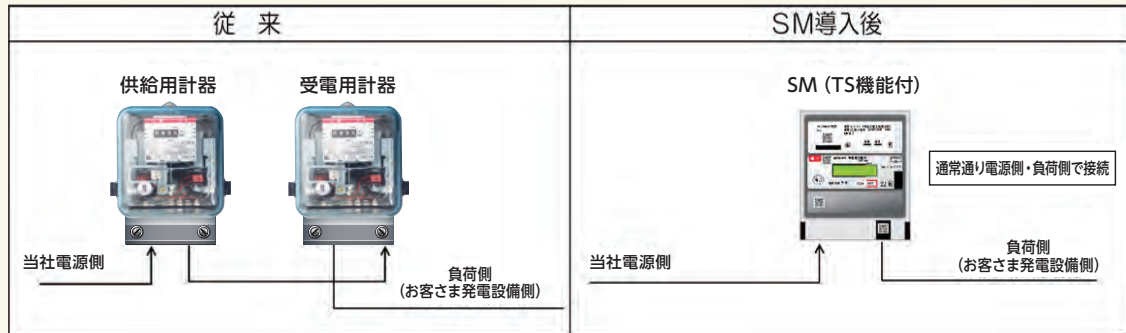 従 来
SM導入後
供給用計器
受電用計器
当社電源側
負荷側
(お客さま発電設備側)
SM (TS機能付)
通常通り電源側・負荷側で接続
当社電源側
負荷側
(お客さま発電設備側)